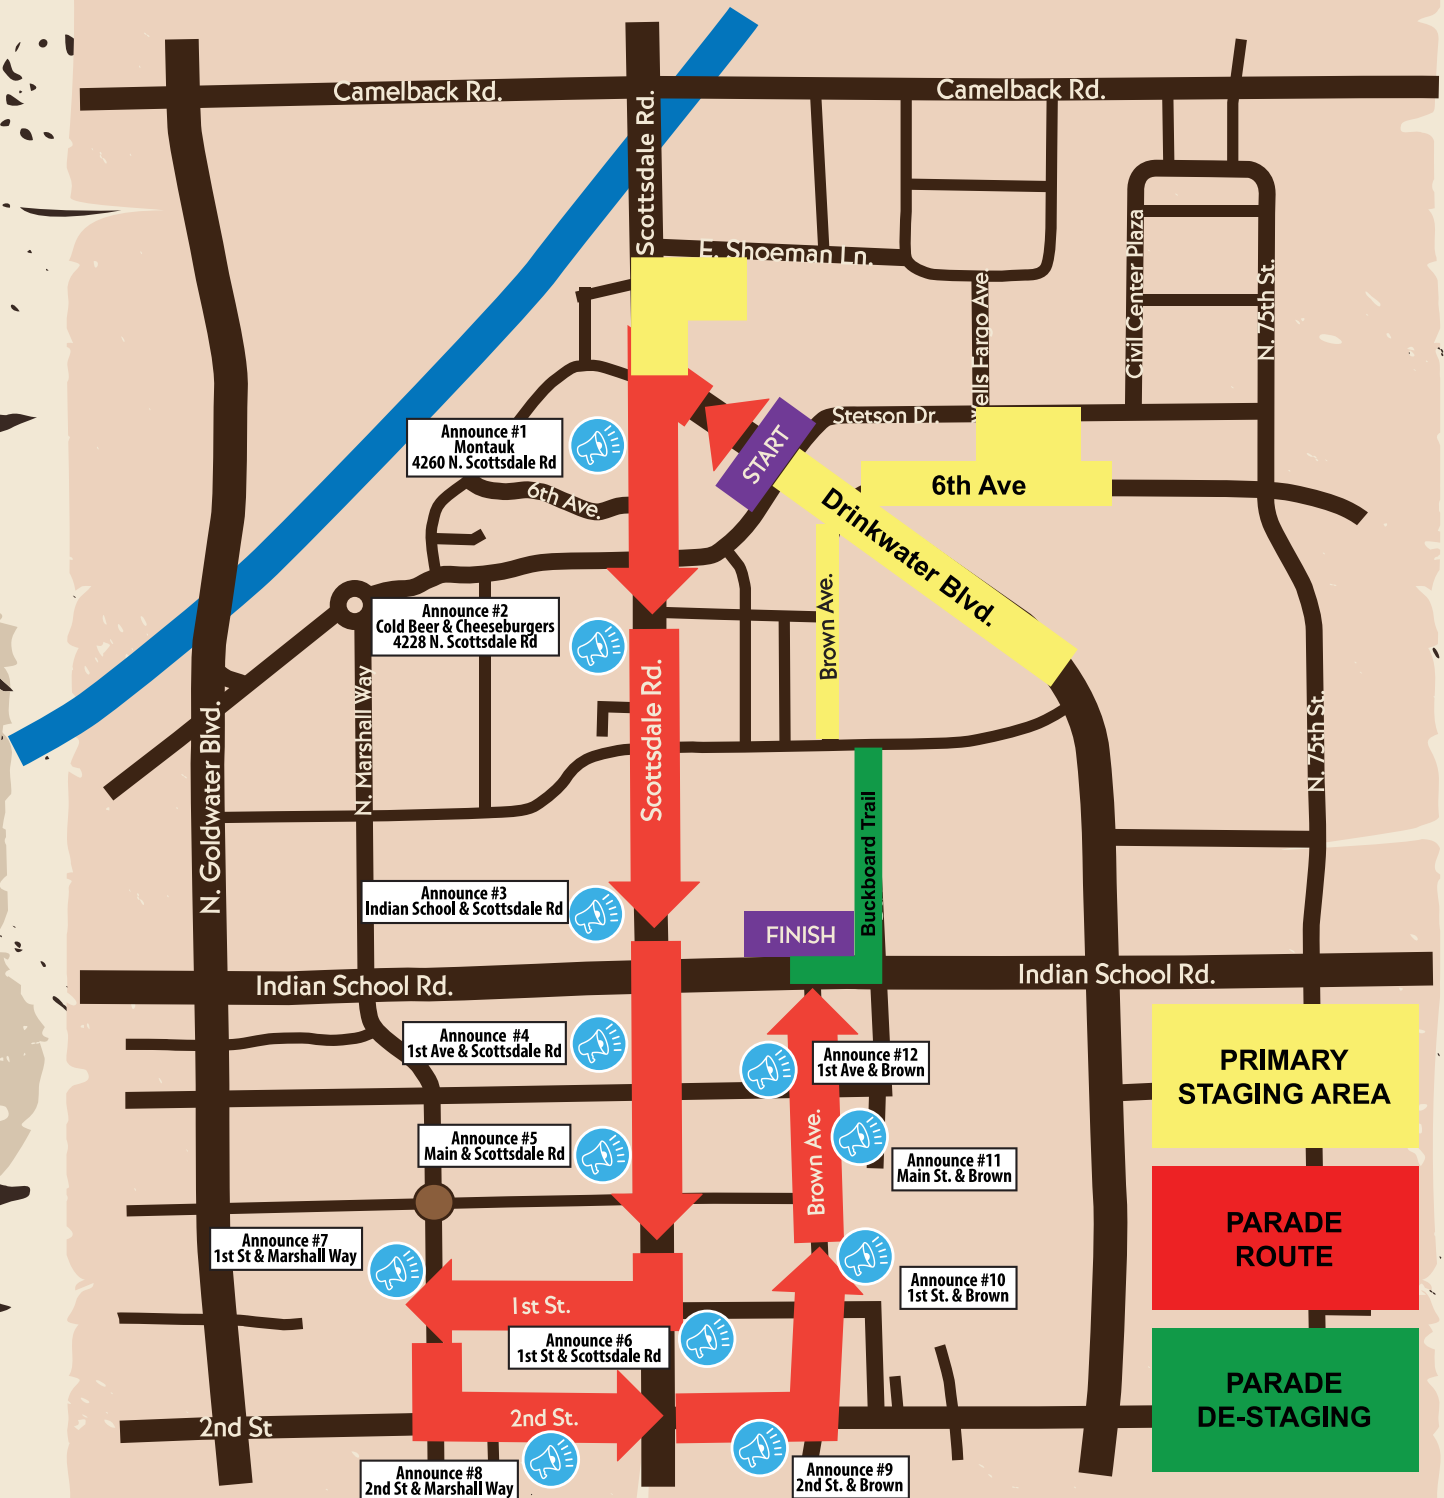 Camelback Rd.
Camelback Rd.
Scottsdale Rd.
E. Shoeman Ln.
Civil Center Plaza
N. 75th St.
Wells Fargo Ave.
Stetson Dr.
START
Announce #1
Montauk
4260 N. Scottsdale Rd
6th Ave.
6th Ave
Drinkwater Blvd.
Brown Ave.
Announce #2
Cold Beer & Cheeseburgers
4228 N. Scottsdale Rd
Scottsdale Rd.
N. Marshall Way
N. Goldwater Blvd.
N. 75th St.
Buckboard Trail
Announce #3
Indian School & Scottsdale Rd
FINISH
Indian School Rd.
Indian School Rd.
Announce #4
1st Ave & Scottsdale Rd
Announce #12
1st Ave & Brown
PRIMARY
STAGING AREA
Announce #5
Main & Scottsdale Rd
Brown Ave.
Announce #11
Main St. & Brown
Announce #7
1st St & Marshall Way
PARADE
ROUTE
Announce #10
1st St. & Brown
1st St.
Announce #6
1st St & Scottsdale Rd
PARADE
DE-STAGING
2nd St
2nd St.
Announce #8
2nd St & Marshall Way
Announce #9
2nd St. & Brown